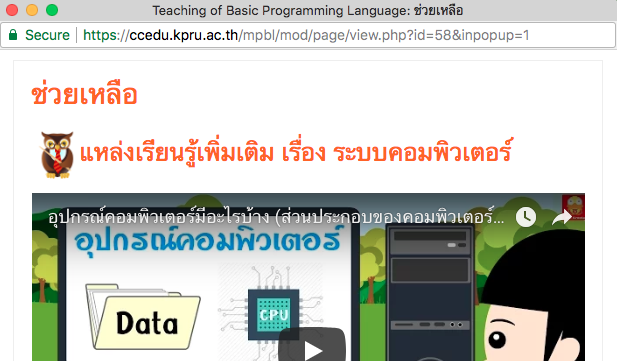 Teaching of Basic Programming Language: ช่วยเหลือ
Secure | https://ccedu.kpru.ac.th/mpbl/mod/page/view.php?id=58&inpopup=1
ช่วยเหลือ
แหล่งเรียนรู้เพิ่มเติม เรื่อง ระบบคอมพิวเตอร์
อุปกรณ์คอมพิวเตอร์มีอะไรบ้าง (ส่วนประกอบของคอมพิวเตอร์...
อุปกรณ์คอมพิวเตอร์
Data
CPU